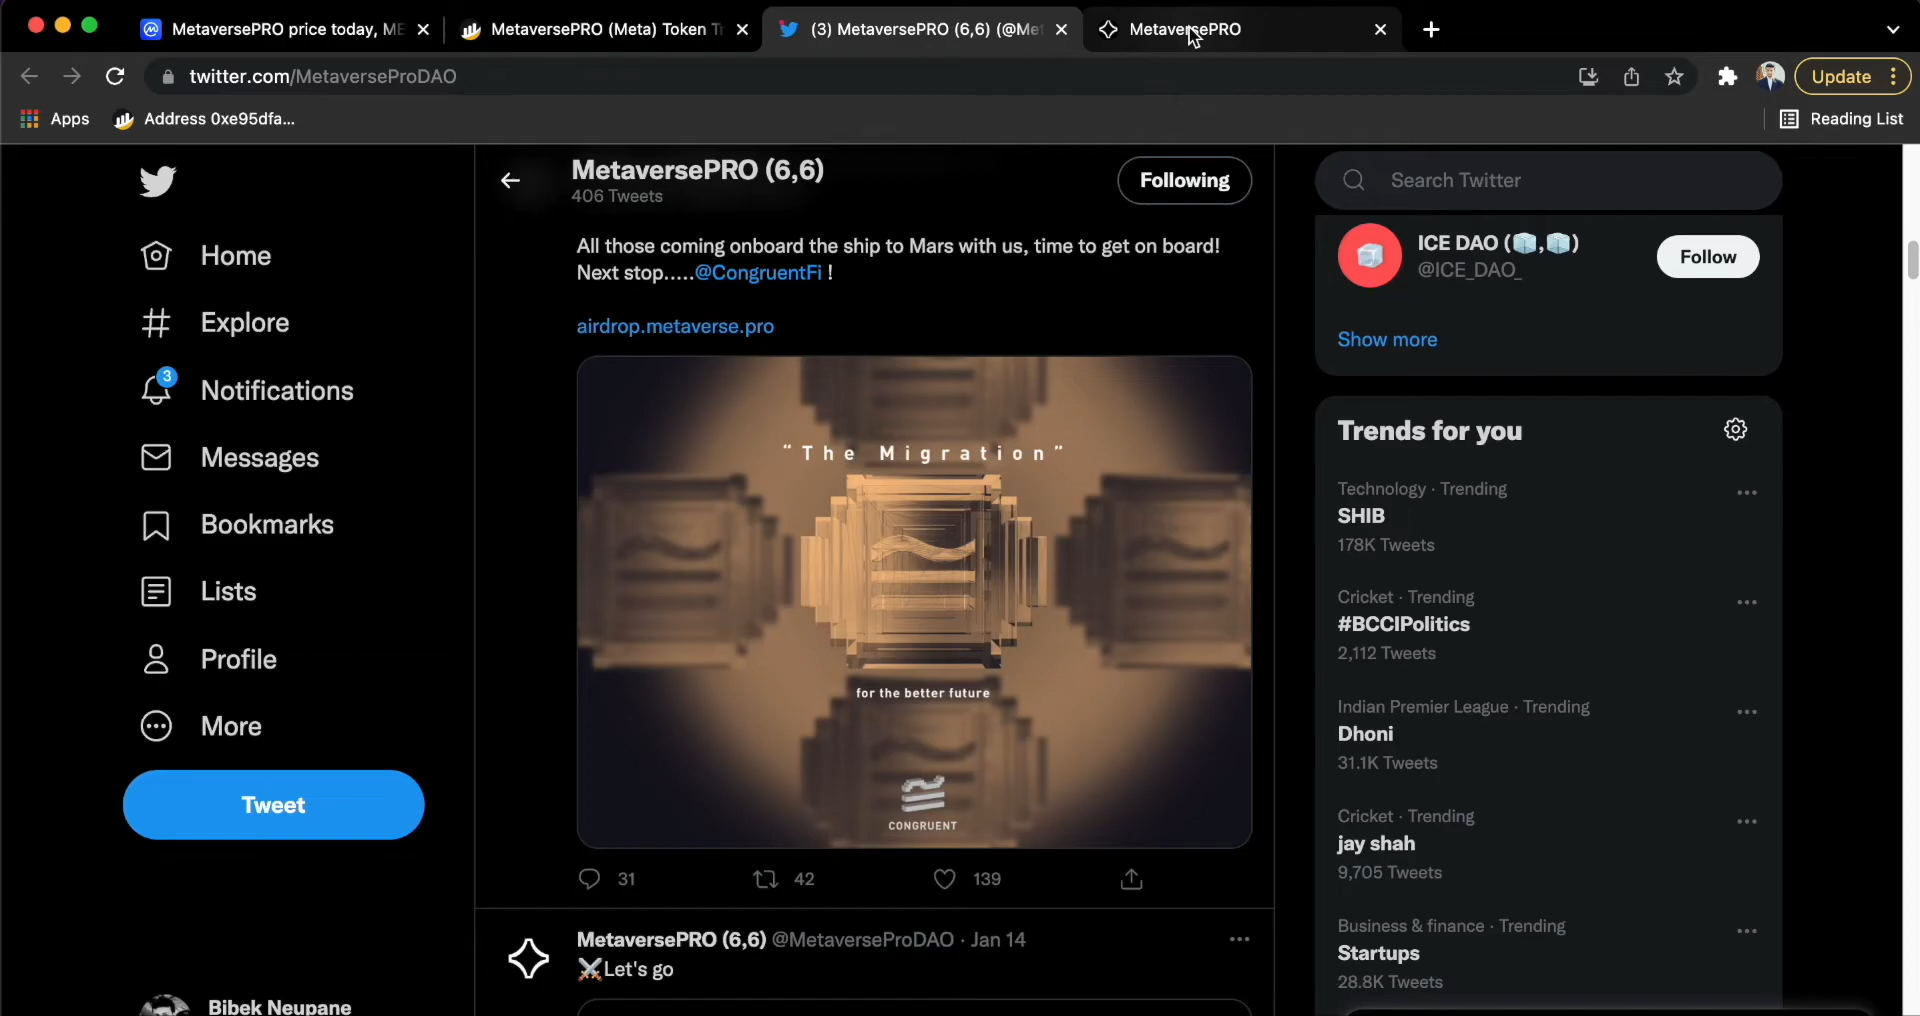 MetaversePRO price today, ME
MetaversePRO (Meta) Token Tr
(3) MetaversePRO (6,6) (@Met
MetaversePRO
twitter.com/MetaverseProDAO
Update
Apps
Address 0xe95dfa...
Reading List
Home
Explore
3
Notifications
Messages
Bookmarks
Lists
Profile
More
Tweet
Bibek Neupane
MetaversePRO (6,6)
406 Tweets
Following
All those coming onboard the ship to Mars with us, time to get on board!
Next stop.....@CongruentFi !
airdrop.metaverse.pro
"The Migration"
for the better future
CONGRUENT
31
42
139
MetaversePRO (6,6) @MetaverseProDAO · Jan 14
⚔️Let's go
Search Twitter
ICE DAO (🧊,🧊)
@ICE_DAO_
Follow
Show more
Trends for you
Technology · Trending
SHIB
178K Tweets
Cricket · Trending
#BCCIPolitics
2,112 Tweets
Indian Premier League · Trending
Dhoni
31.1K Tweets
Cricket · Trending
jay shah
9,705 Tweets
Business & finance · Trending
Startups
28.8K Tweets